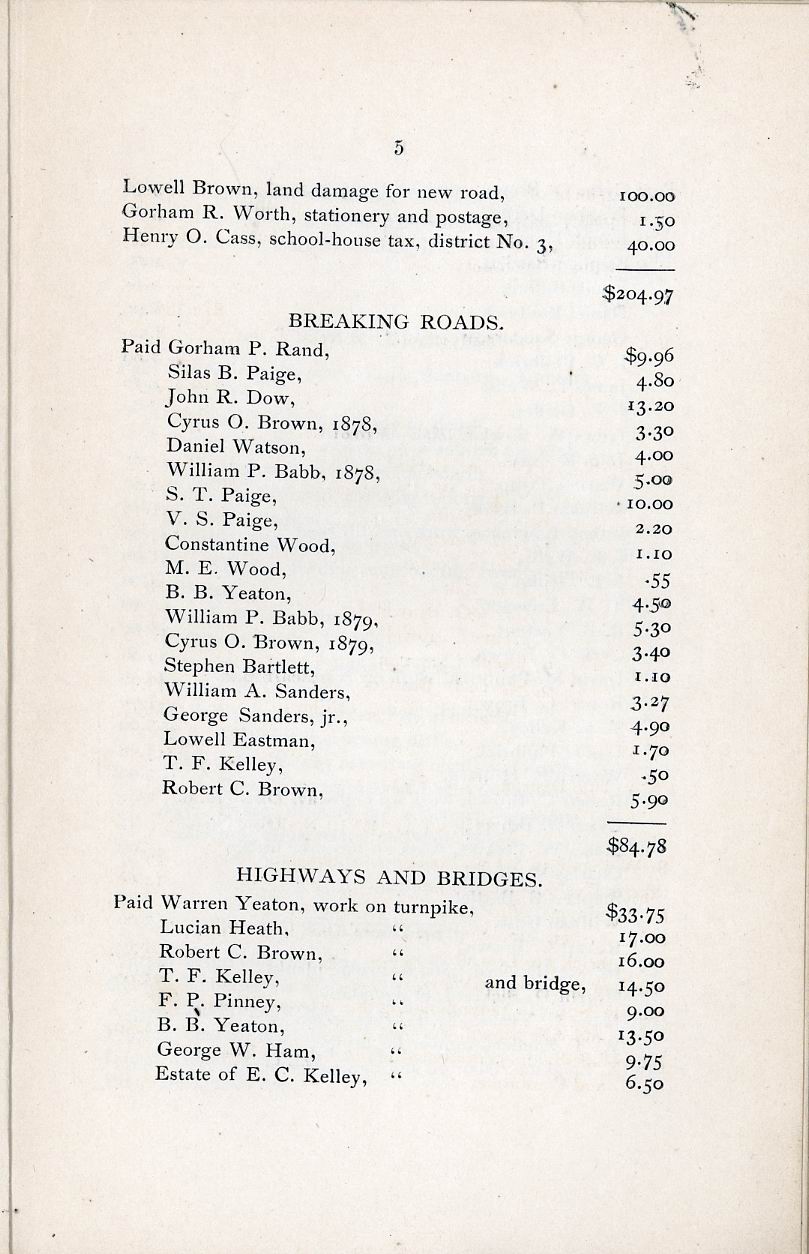 5
Lowell Brown, land damage for new road, 100.00
Gorham R. Worth, stationery and postage, 1.50
Henry O. Cass, school-house tax, district No. 3, 40.00
$204.97
BREAKING ROADS.
Paid Gorham P. Rand, $9.96
Silas B. Paige, 4.80
John R. Dow, 13.20
Cyrus O. Brown, 1878, 3.30
Daniel Watson, 4.00
William P. Babb, 1878, 5.00
S. T. Paige, 10.00
V. S. Paige, 2.20
Constantine Wood, 1.10
M. E. Wood, .55
B. B. Yeaton, 4.50
William P. Babb, 1879, 5.30
Cyrus O. Brown, 1879, 3.40
Stephen Bartlett, 1.10
William A. Sanders, 3.27
George Sanders, jr., 4.90
Lowell Eastman, 1.70
T. F. Kelley, .50
Robert C. Brown, 5.90
$84.78
HIGHWAYS AND BRIDGES.
Paid Warren Yeaton, work on turnpike, $33.75
Lucian Heath, “ 17.00
Robert C. Brown, “ 16.00
T. F. Kelley, “ and bridge, 14.50
F. P. Pinney, “ 9.00
B. B. Yeaton, “ 13.50
George W. Ham, “ 9.75
Estate of E. C. Kelley, “ 6.50